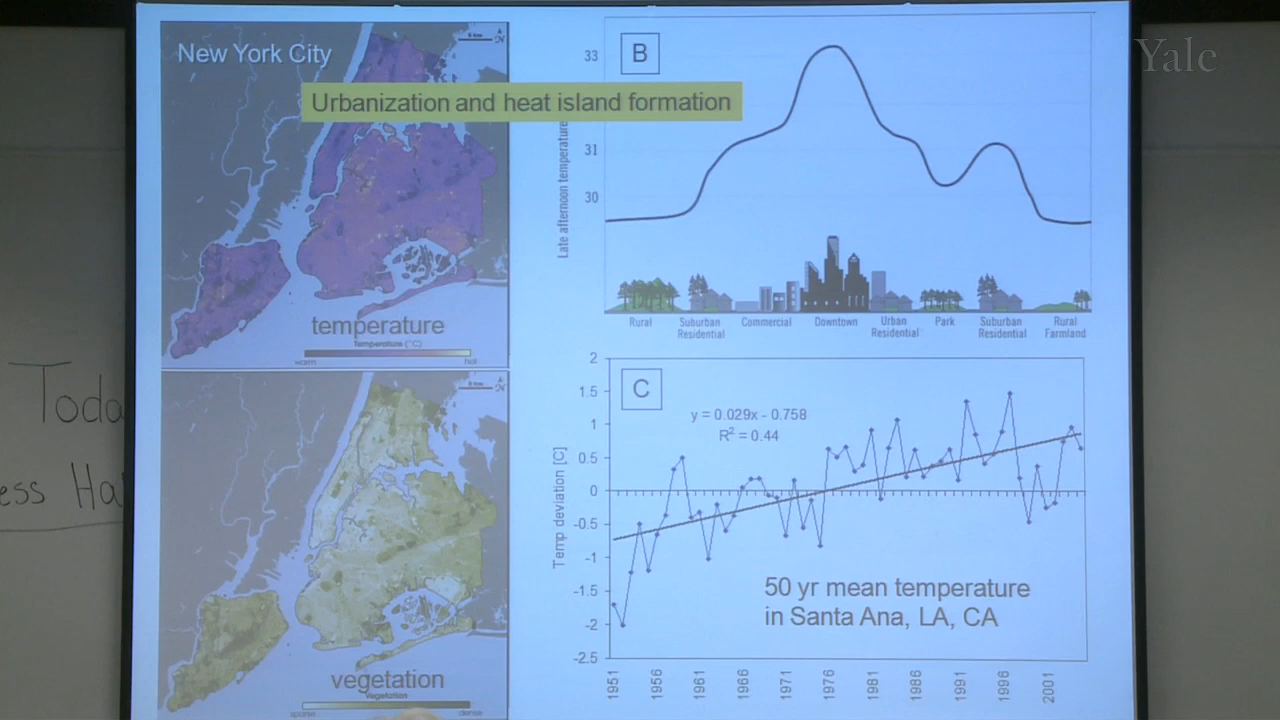 New York City
6 km
N
Urbanization and heat island formation
temperature
Temperature (°C)
warm
hot
vegetation
Vegetation
sparse
dense
B
33
31
30
Late afternoon temperature
Rural
Suburban
Residential
Commercial
Downtown
Urban
Residential
Park
Suburban
Residential
Rural
Farmland
C
y = 0.029x - 0.758
R² = 0.44
Temp deviation [C]
2
1.5
1
0.5
0
-0.5
-1
-1.5
-2
-2.5
50 yr mean temperature
in Santa Ana, LA, CA
1951
1956
1961
1966
1971
1976
1981
1986
1991
1996
2001
Yale
Toda
ess Ha